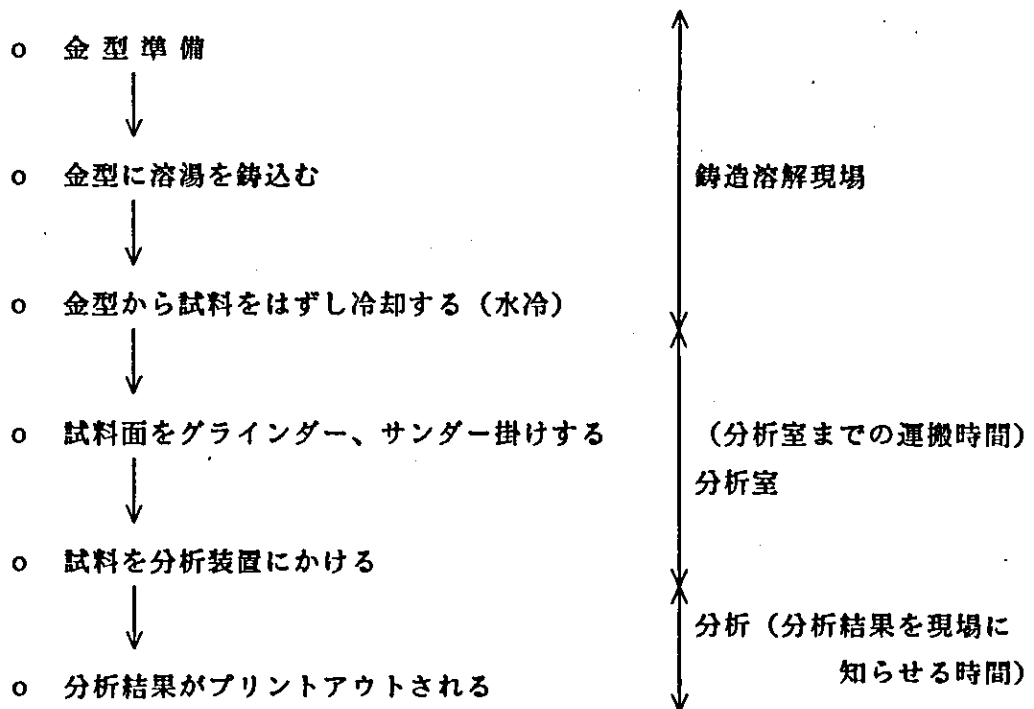 o 金型準備
o 金型に溶湯を鋳込む
鋳造溶解現場
o 金型から試料をはずし冷却する（水冷）
o 試料面をグラインダー、サンダー掛けする
（分析室までの運搬時間）
分析室
o 試料を分析装置にかける
分析（分析結果を現場に
知らせる時間）
o 分析結果がプリントアウトされる